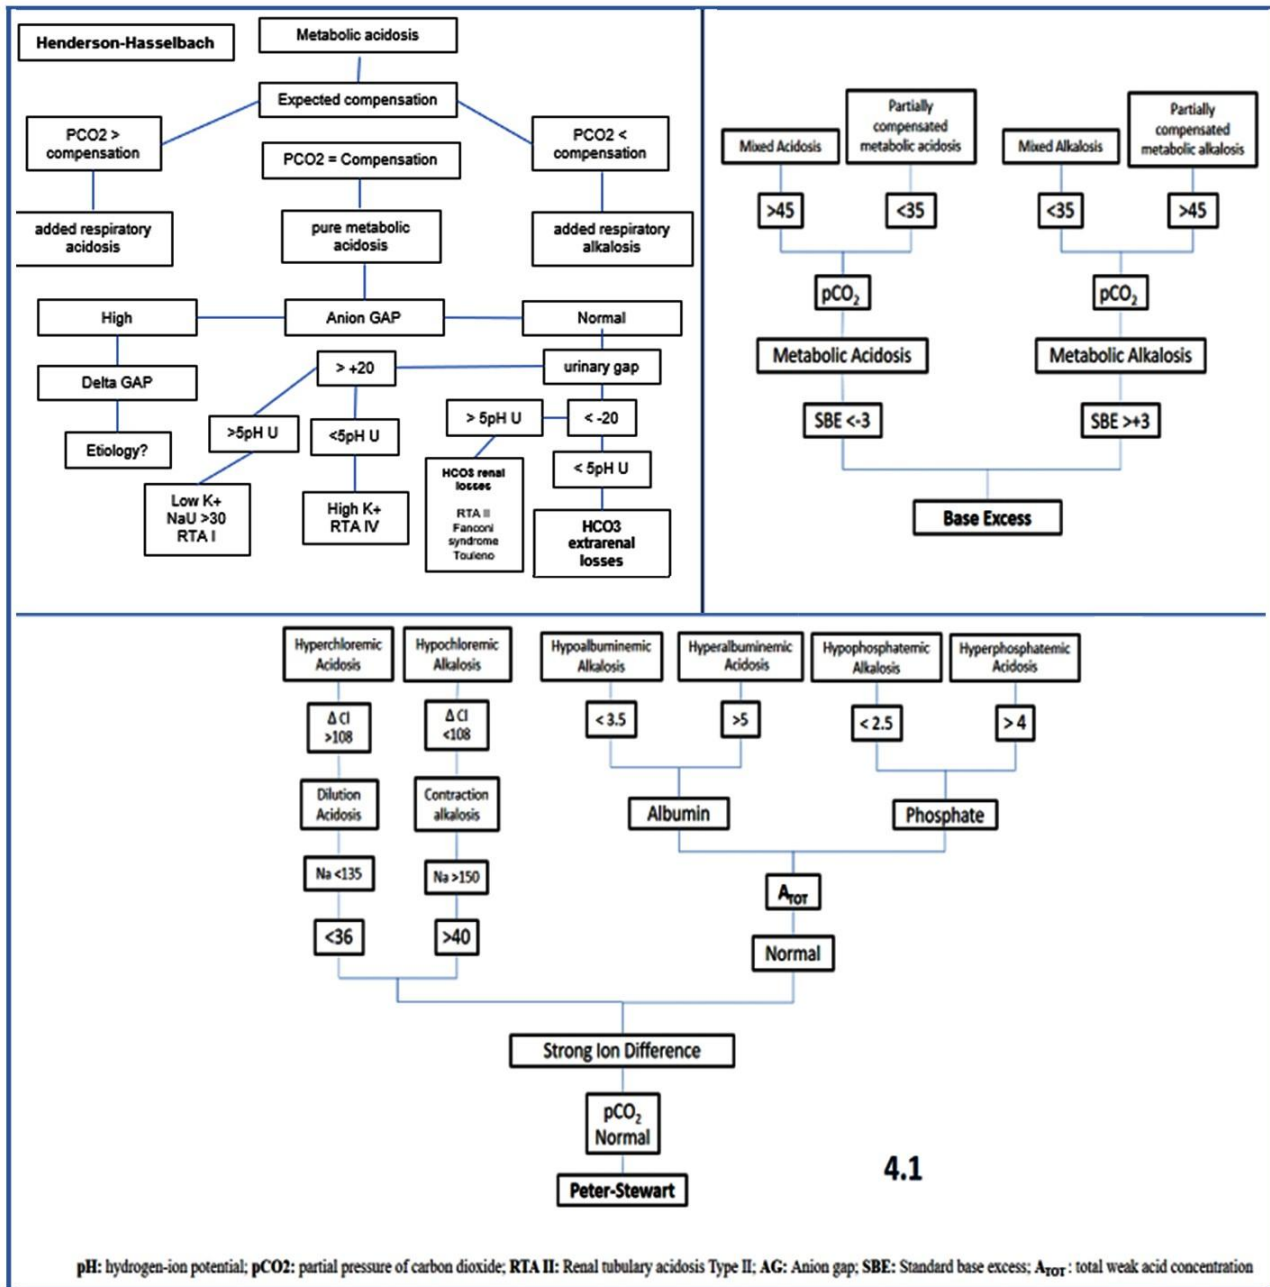 Henderson-Hasselbach
Metabolic acidosis
Expected compensation
PCO2 >
compensation
PCO2 = Compensation
PCO2 <
compensation
added respiratory
acidosis
pure metabolic
acidosis
added respiratory
alkalosis
High
Anion GAP
Normal
Delta GAP
> +20
urinary gap
Etiology?
>5pH U
<5pH U
> 5pH U
< -20
< 5pH U
Low K+
NaU >30
RTA I
High K+
RTA IV
HCO3 renal
losses
RTA II
Fanconi
syndrome
Touleno
HCO3
extrarenal
losses
Mixed Acidosis
Partially
compensated
metabolic acidosis
Mixed Alkalosis
Partially
compensated
metabolic alkalosis
>45
<35
<35
>45
pCO2
pCO2
Metabolic Acidosis
Metabolic Alkalosis
SBE <-3
SBE >+3
Base Excess
Hyperchloremic
Acidosis
Hypochloremic
Alkalosis
Hypoalbuminemic
Alkalosis
Hyperalbuminemic
Acidosis
Hypophosphatemic
Alkalosis
Hyperphosphatemic
Acidosis
Δ Cl
>108
Δ Cl
<108
< 3.5
>5
< 2.5
> 4
Dilution
Acidosis
Contraction
alkalosis
Albumin
Phosphate
Na <135
Na >150
ATOT
<36
>40
Normal
Strong Ion Difference
pCO2
Normal
Peter-Stewart
4.1
pH: hydrogen-ion potential; pCO2: partial pressure of carbon dioxide; RTA II: Renal tubulary acidosis Type II; AG: Anion gap; SBE: Standard base excess; ATOT : total weak acid concentration